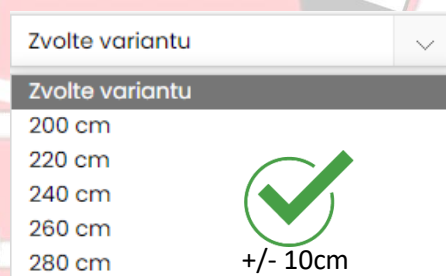 Zvolte variantu
Zvolte variantu
200 cm
220 cm
240 cm
260 cm
280 cm
+/- 10cm